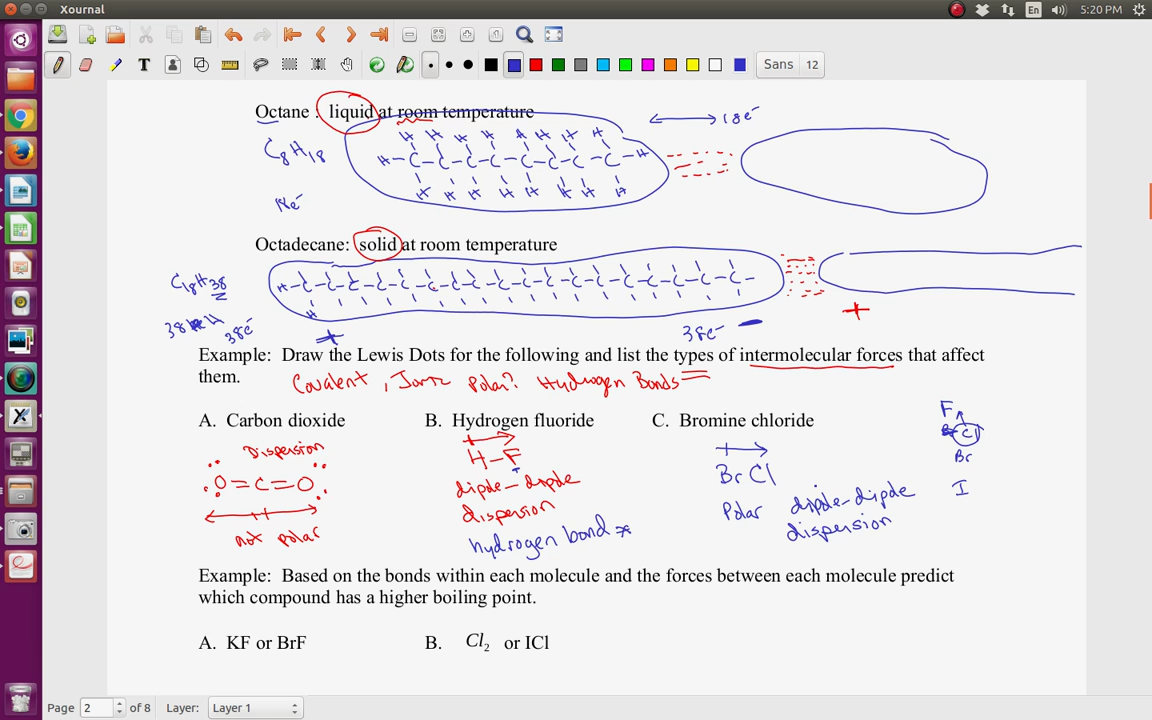 Xournal
En
5:20 PM
T
Sans
12
Octane : liquid at room temperature
18e⁻
C₈H₁₈
H H H H H H H H
H-C-C-C-C-C-C-C-C-H
H H H H H H H
Octadecane: solid at room temperature
C₁₈H₃₈
H-C-C-C-C-C-C-C-C-C-C-C-C-C-C-C-C-C-C-
H
38e⁻
38e⁻
+
Example: Draw the Lewis Dots for the following and list the types of intermolecular forces that affect
them.
Covalent, Ionic Polar? Hydrogen Bonds
A. Carbon dioxide B. Hydrogen fluoride C. Bromine chloride
F
Cl
Br
I
Dispersion
O=C=O
not polar
H-F
dipole-dipole
dispersion
hydrogen bond *
Br Cl
Polar dipole-dipole
dispersion
Example: Based on the bonds within each molecule and the forces between each molecule predict
which compound has a higher boiling point.
A. KF or BrF B. Cl₂ or ICl
Page 2 of 8 Layer: Layer 1